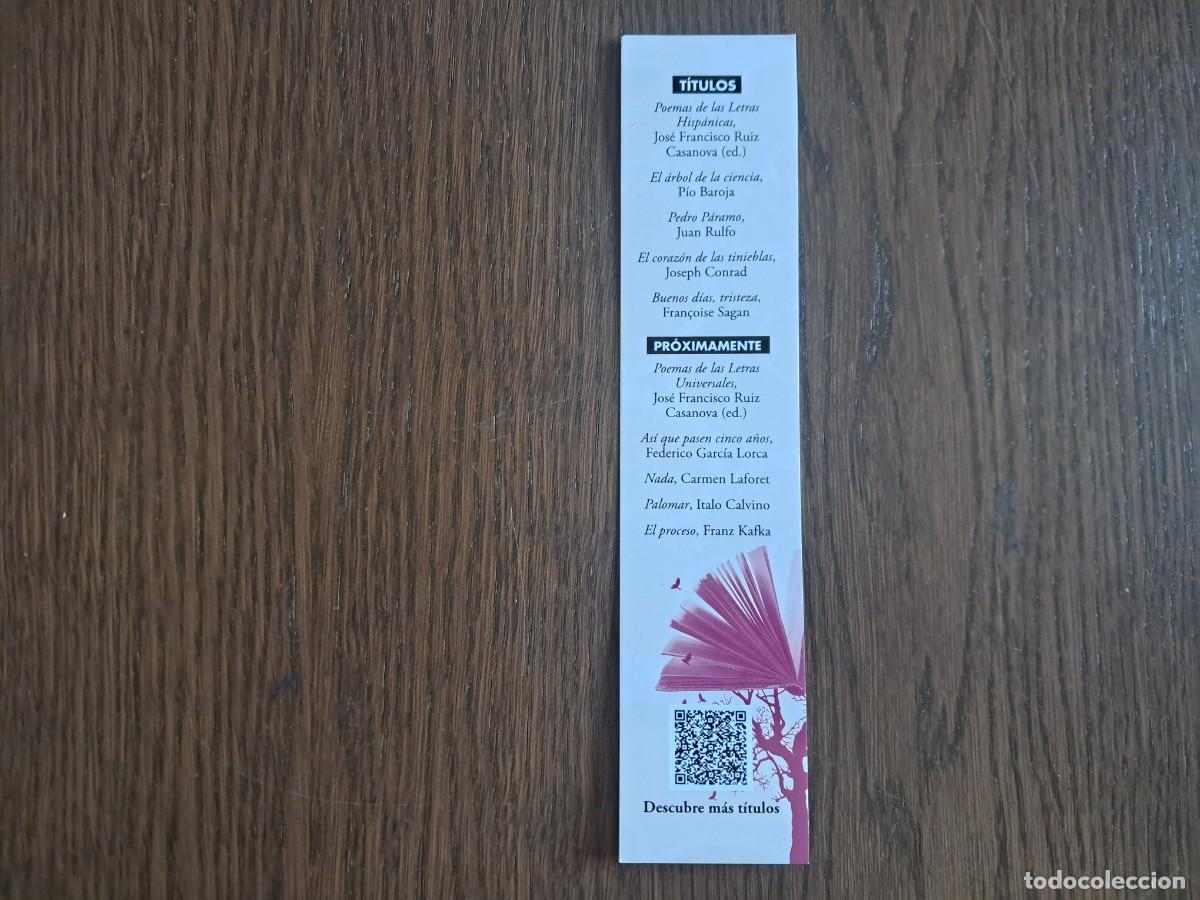 TÍTULOS
Poemas de las Letras
Hispánicas,
José Francisco Ruiz
Casanova (ed.)
El árbol de la ciencia,
Pío Baroja
Pedro Páramo,
Juan Rulfo
El corazón de las tinieblas,
Joseph Conrad
Buenos días, tristeza,
Françoise Sagan
PRÓXIMAMENTE
Poemas de las Letras
Universales,
José Francisco Ruiz
Casanova (ed.)
Así que pasen cinco años,
Federico García Lorca
Nada, Carmen Laforet
Palomar, Italo Calvino
El proceso, Franz Kafka
Descubre más títulos
todocoleccion